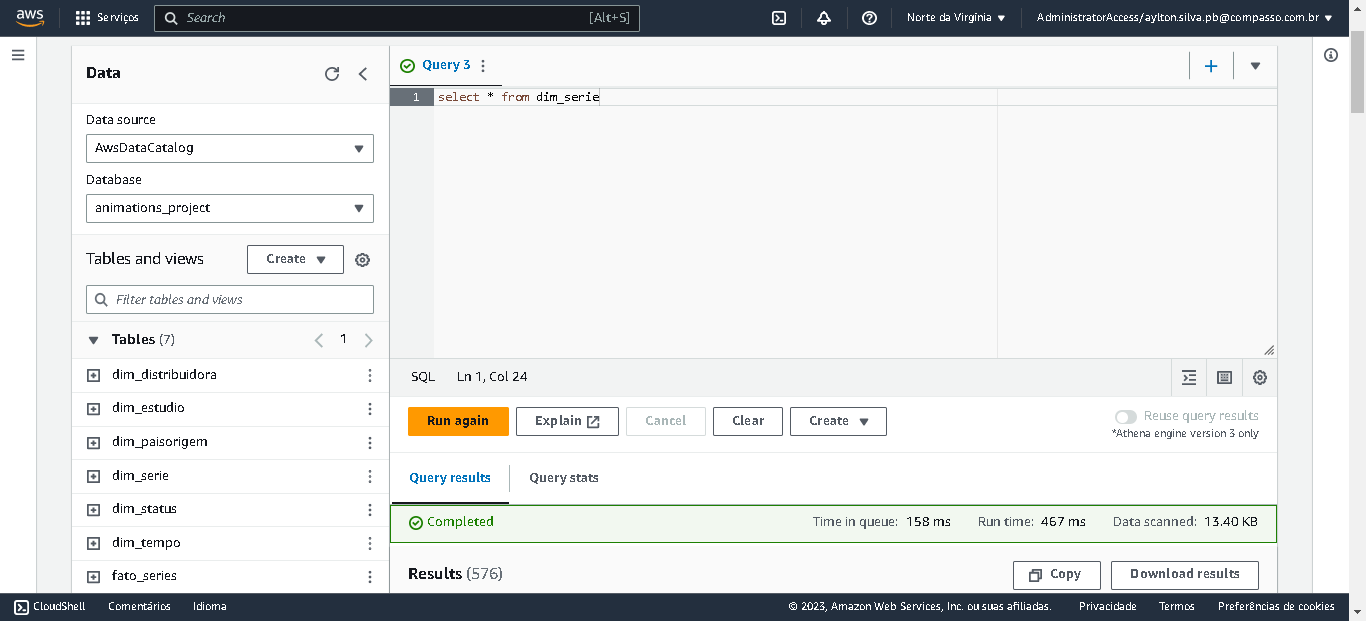 aws Serviços Search [Alt+S] Norte da Virgínia AdministratorAccess/aylton.silva.pb@compasso.com.br
Data
Data source
AwsDataCatalog
Database
animations_project
Tables and views Create
Filter tables and views
Tables (7) 1
dim_distribuidora
dim_estudio
dim_paisorigem
dim_serie
dim_status
dim_tempo
fato_series
Query 3
1 select * from dim_serie
SQL Ln 1, Col 24
Run again Explain Cancel Clear Create Reuse query results
*Athena engine version 3 only
Query results Query stats
Completed Time in queue: 158 ms Run time: 467 ms Data scanned: 13.40 KB
Results (576) Copy Download results
CloudShell Comentários Idioma © 2023, Amazon Web Services, Inc. ou suas afiliadas. Privacidade Termos Preferências de cookies